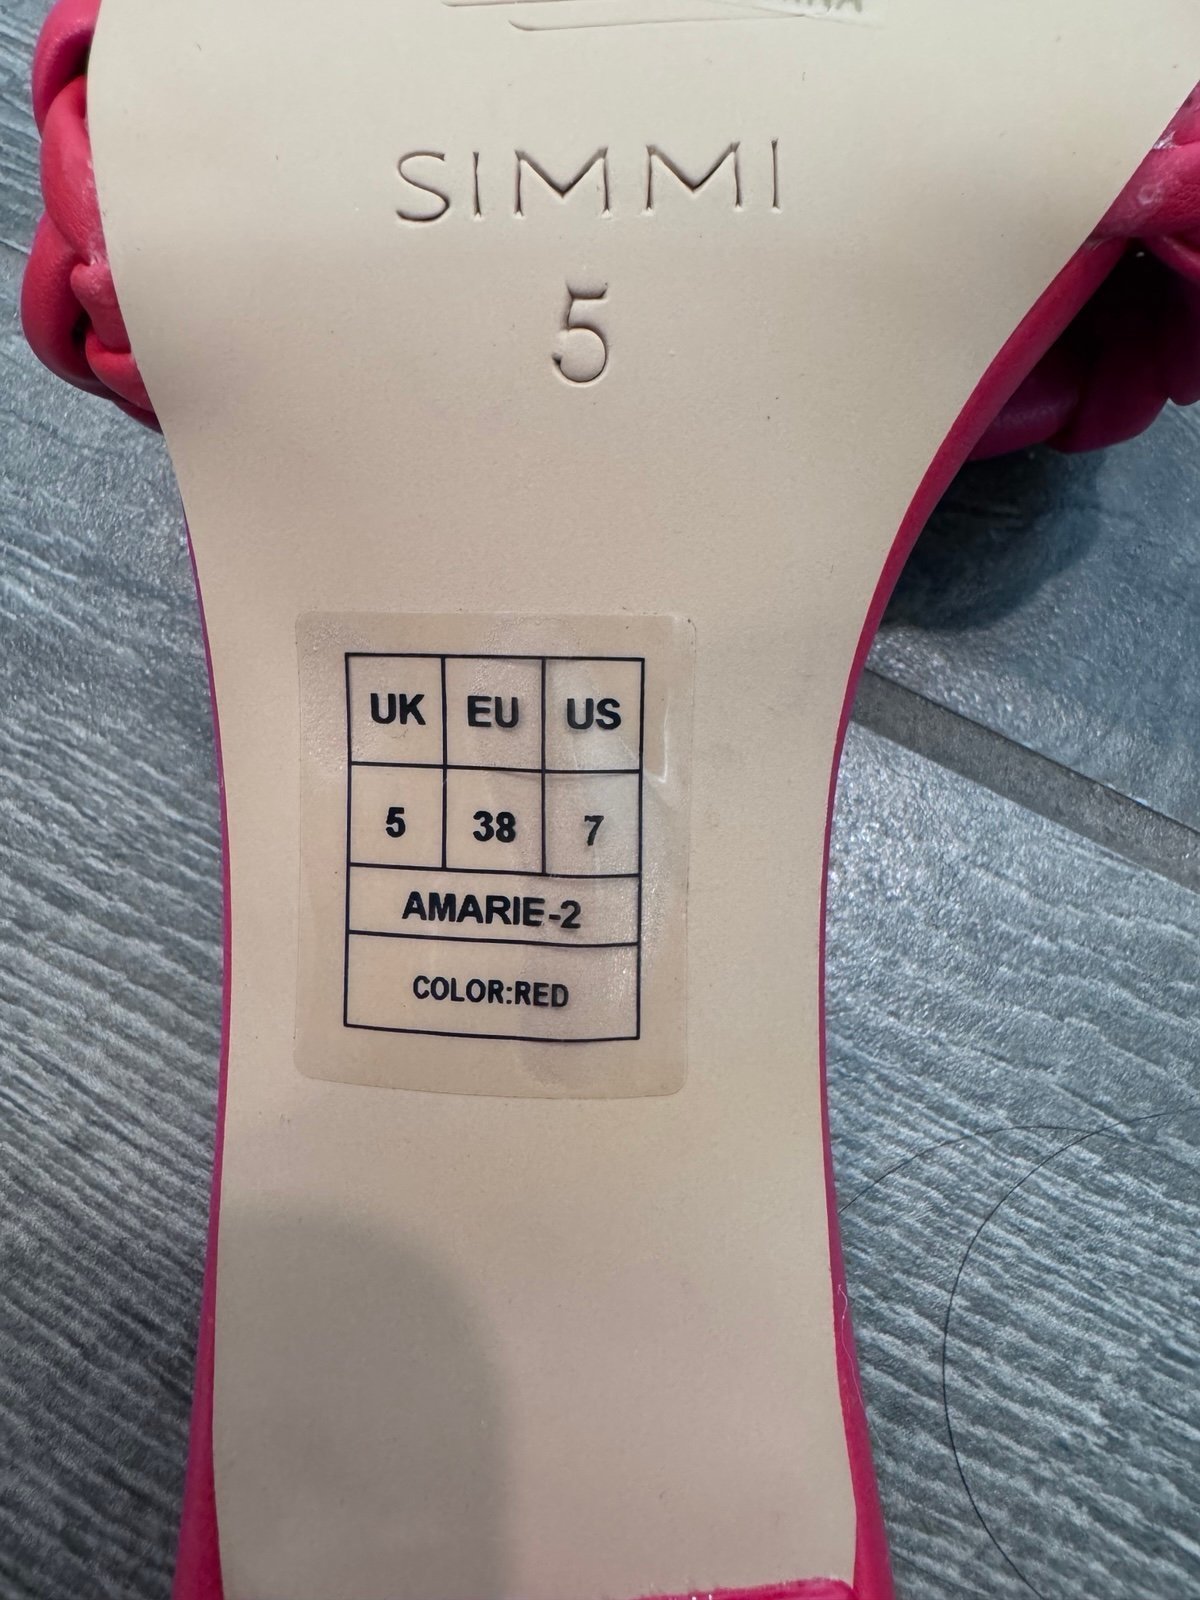 SIMMI
5
UK EU US
5 38 7
AMARIE-2
COLOR:RED